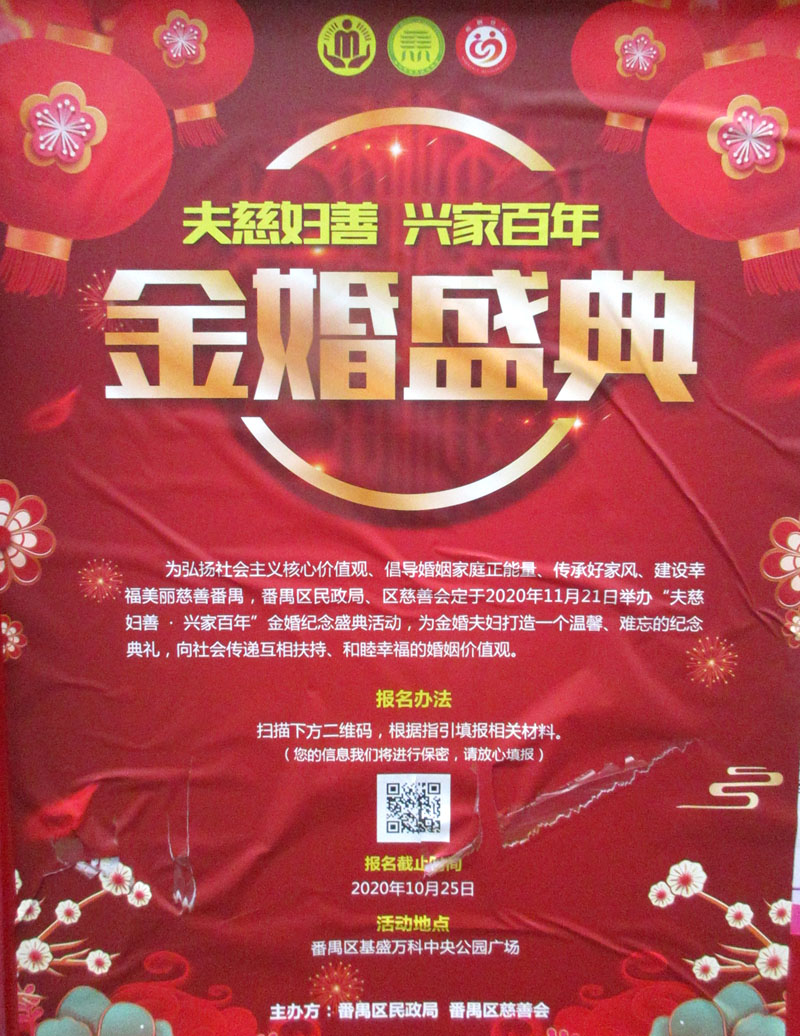 夫慈妇善 兴家百年
金婚盛典
为弘扬社会主义核心价值观、倡导婚姻家庭正能量、传承好家风、建设幸
福美丽慈善番禺，番禺区民政局、区慈善会定于2020年11月21日举办“夫慈
妇善·兴家百年”金婚纪念盛典活动，为金婚夫妇打造一个温馨、难忘的纪念
典礼，向社会传递互相扶持、和睦幸福的婚姻价值观。
报名办法
扫描下方二维码，根据指引填报相关材料。
（您的信息我们将进行保密，请放心填报）
报名截止时间
2020年10月25日
活动地点
番禺区基盛万科中央公园广场
主办方：番禺区民政局 番禺区慈善会